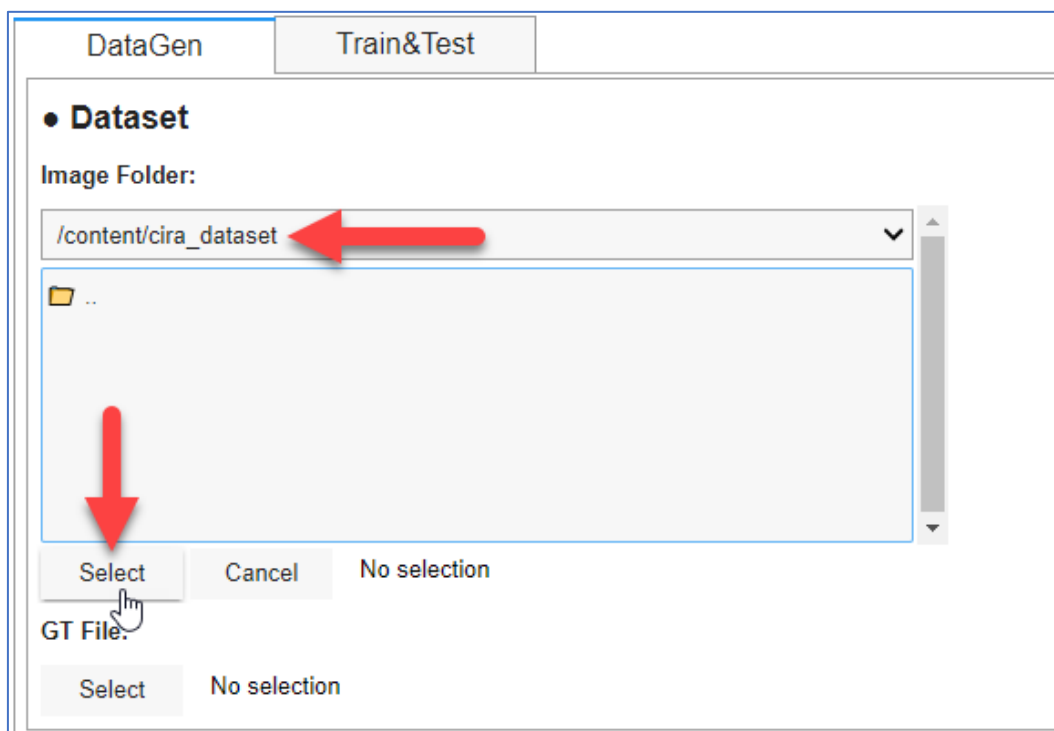 DataGen Train&Test
● Dataset
Image Folder:
/content/cira_dataset
..
Select Cancel No selection
GT File:
Select No selection